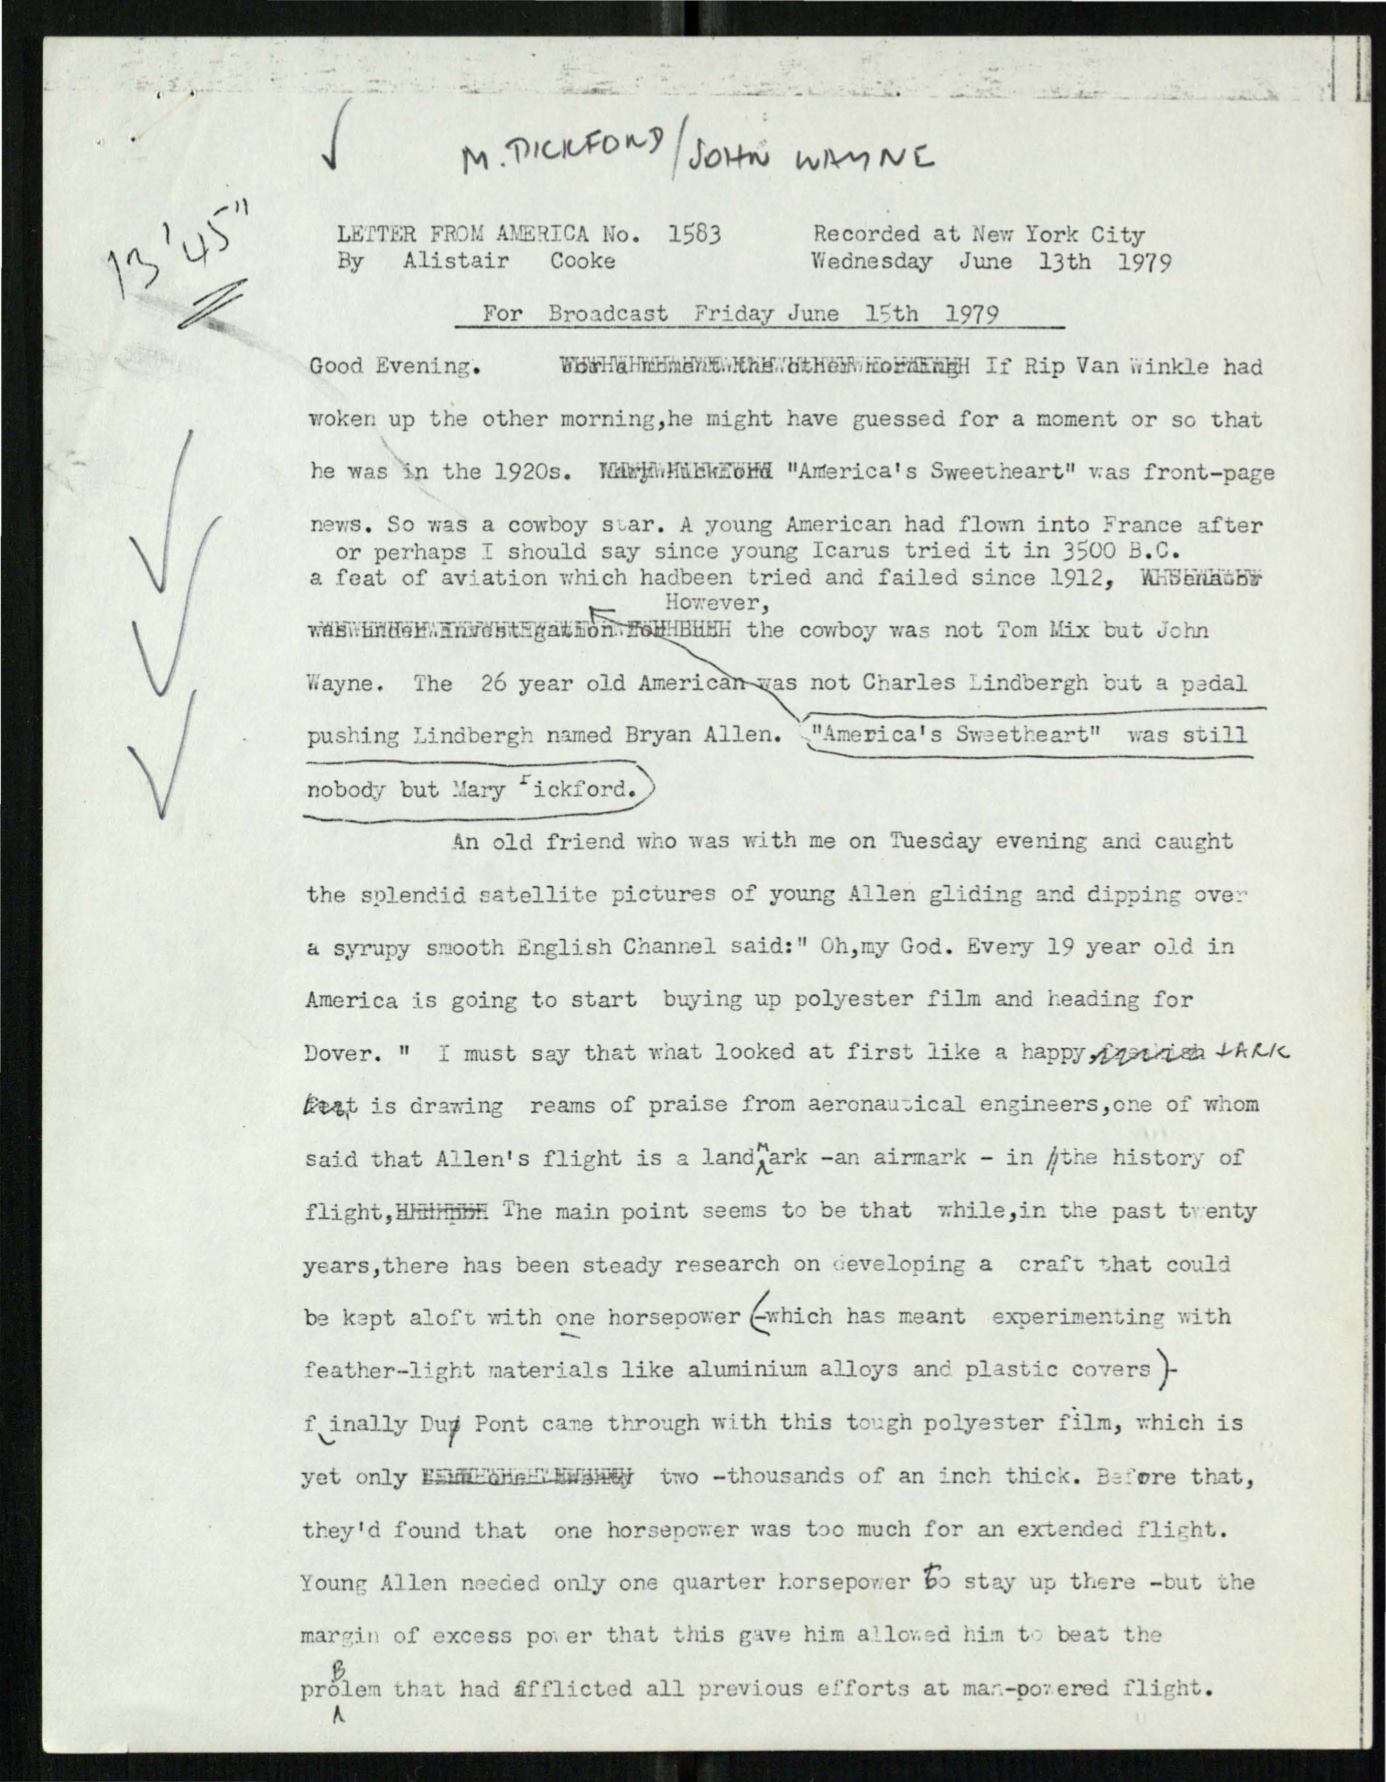 M. PICKFORD/JOHN WAYNE
13'45"
LETTER FROM AMERICA No. 1583 Recorded at New York City
By Alistair Cooke Wednesday June 13th 1979
For Broadcast Friday June 15th 1979
Good Evening. If Rip Van Winkle had
woken up the other morning,he might have guessed for a moment or so that
he was in the 1920s. "America's Sweetheart" was front-page
news. So was a cowboy star. A young American had flown into France after
or perhaps I should say since young Icarus tried it in 3500 B.C.
a feat of aviation which hadbeen tried and failed since 1912,
However,
the cowboy was not Tom Mix but John
Wayne. The 26 year old American was not Charles Lindbergh but a pedal
pushing Lindbergh named Bryan Allen. "America's Sweetheart" was still
nobody but Mary Pickford.
An old friend who was with me on Tuesday evening and caught
the splendid satellite pictures of young Allen gliding and dipping over
a syrupy smooth English Channel said:" Oh,my God. Every 19 year old in
America is going to start buying up polyester film and heading for
Dover. " I must say that what looked at first like a happy LARK
is drawing reams of praise from aeronautical engineers,one of whom
said that Allen's flight is a landMark -an airmark - in the history of
flight, The main point seems to be that while,in the past twenty
years,there has been steady research on developing a craft that could
be kept aloft with one horsepower (-which has meant experimenting with
feather-light materials like aluminium alloys and plastic covers)-
f inally Du Pont came through with this tough polyester film, which is
yet only two -thousands of an inch thick. Before that,
they'd found that one horsepower was too much for an extended flight.
Young Allen needed only one quarter horsepower to stay up there -but the
margin of excess power that this gave him allowed him to beat the
proBlem that had afflicted all previous efforts at man-powered flight.